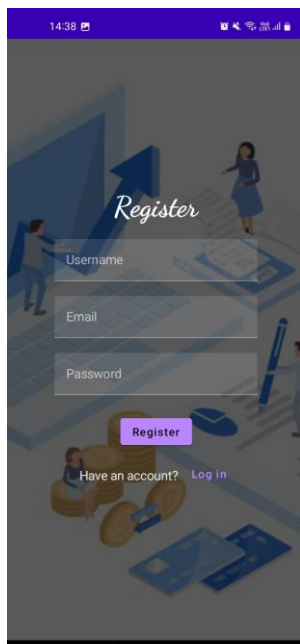 14:38
Register
Username
Email
Password
Register
Have an account? Log in